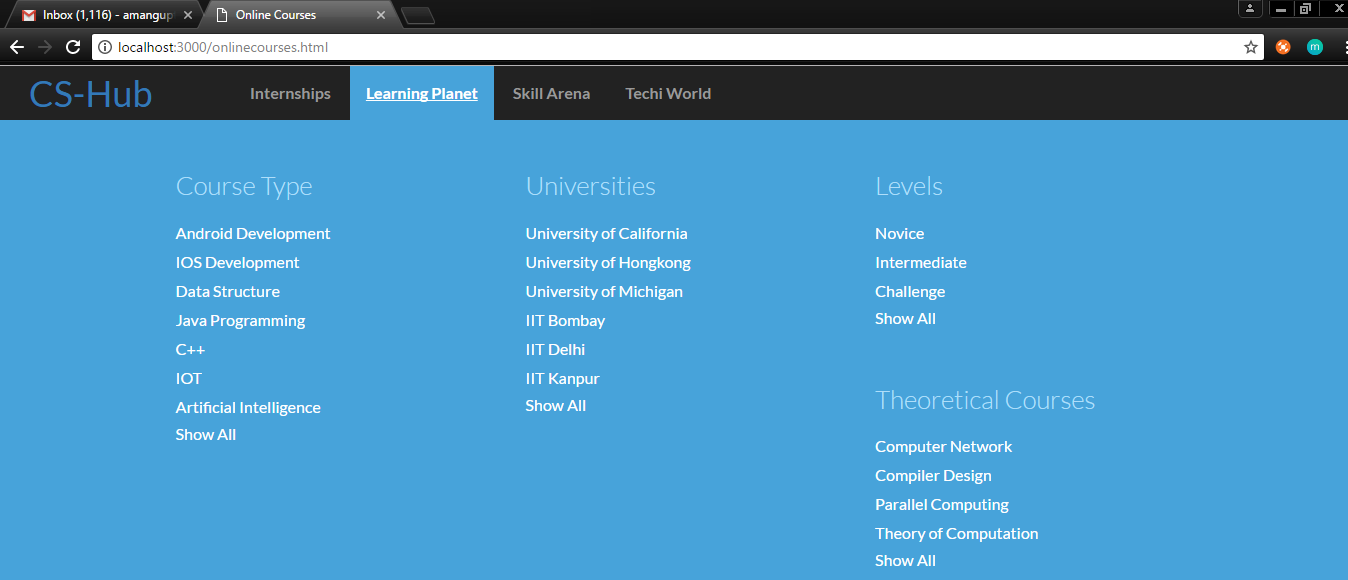 Inbox (1,116) - amangup
Online Courses
localhost:3000/onlinecourses.html
m
CS-Hub
Internships
Learning Planet
Skill Arena
Techi World
Course Type
Android Development
IOS Development
Data Structure
Java Programming
C++
IOT
Artificial Intelligence
Show All
Universities
University of California
University of Hongkong
University of Michigan
IIT Bombay
IIT Delhi
IIT Kanpur
Show All
Levels
Novice
Intermediate
Challenge
Show All
Theoretical Courses
Computer Network
Compiler Design
Parallel Computing
Theory of Computation
Show All